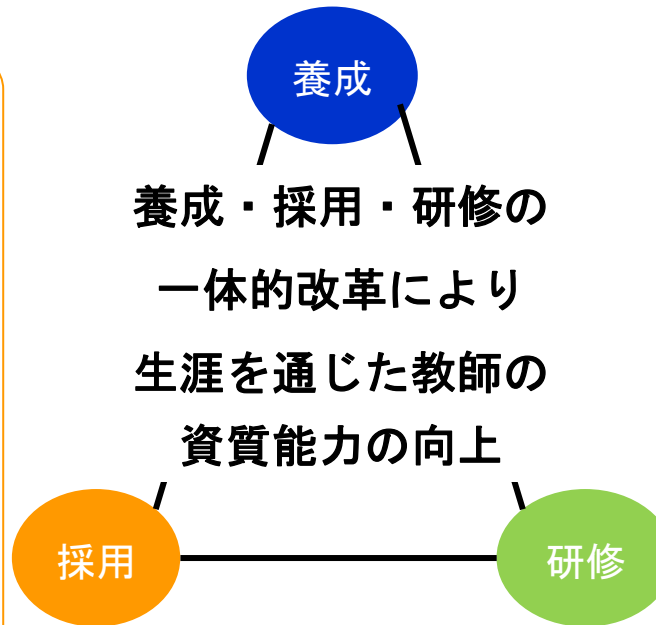 養成
養成・採用・研修の
一体的改革により
生涯を通じた教師の
資質能力の向上
採用
研修